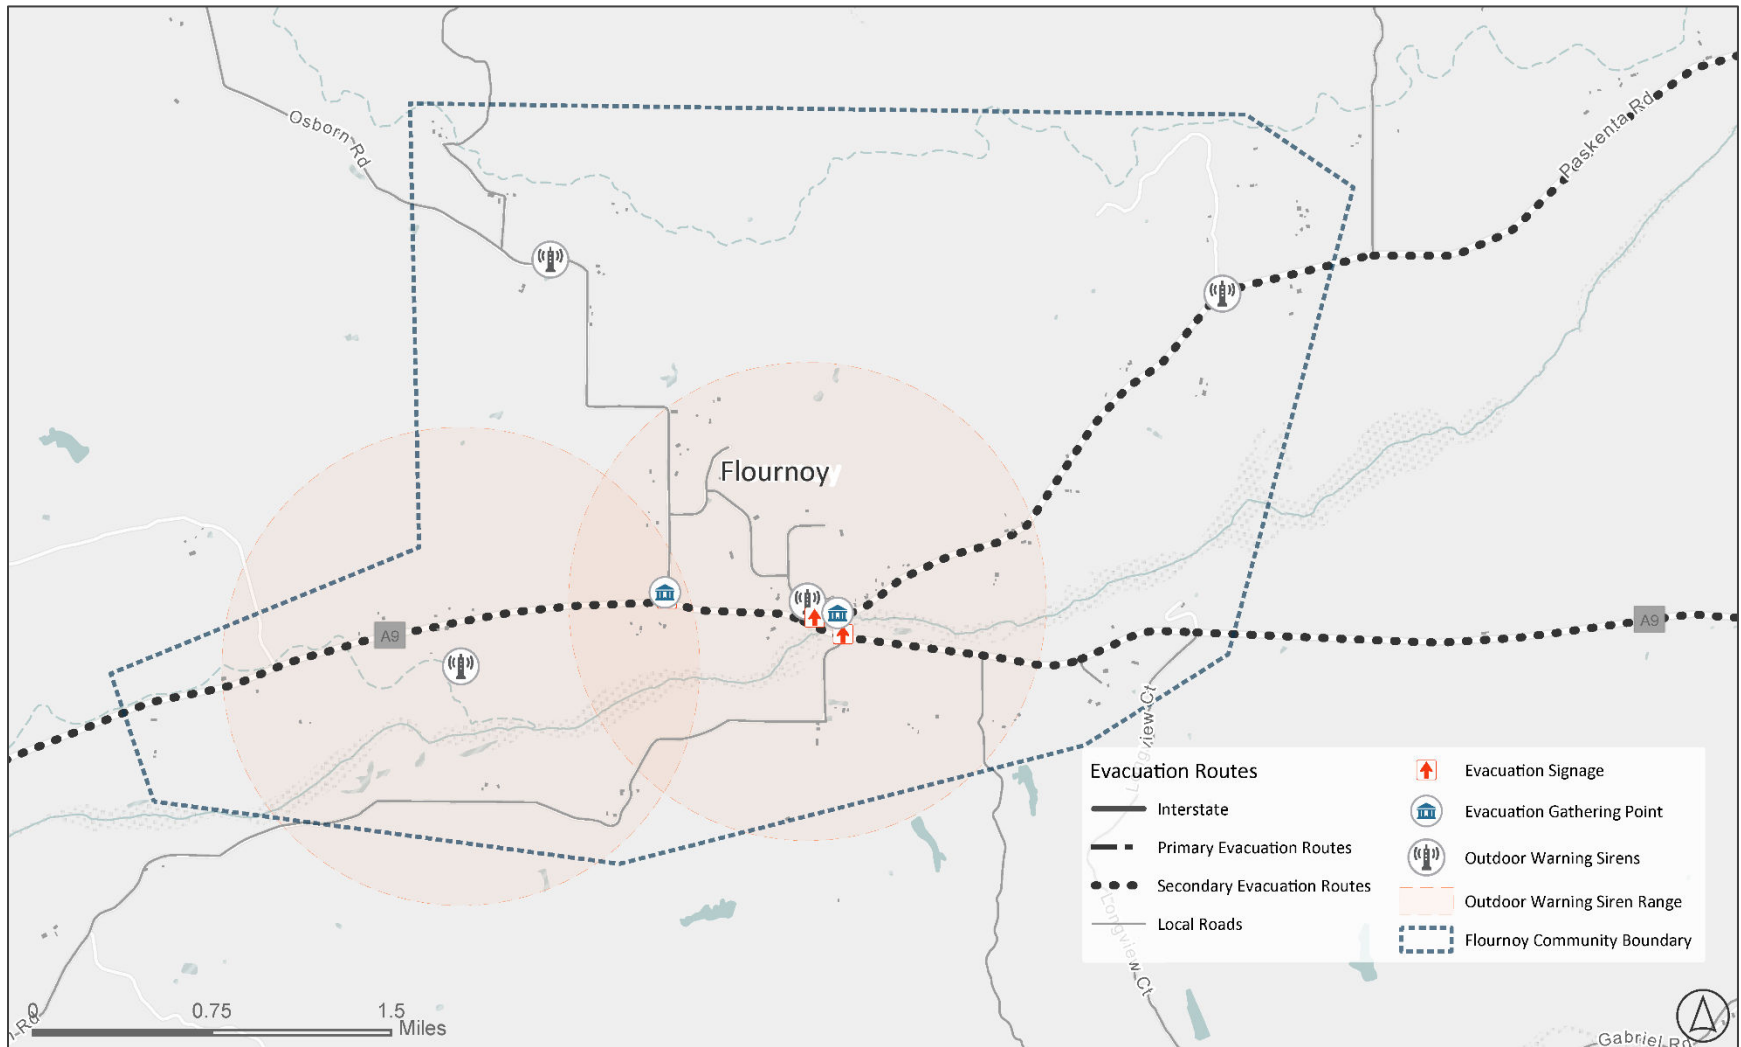 Osborn Rd
Paskenta Rd
Flournoy
A9
A9
Longview Ct
Evacuation Routes
Interstate
Primary Evacuation Routes
Secondary Evacuation Routes
Local Roads
Evacuation Signage
Evacuation Gathering Point
Outdoor Warning Sirens
Outdoor Warning Siren Range
Flournoy Community Boundary
Longview Ct
0 0.75 1.5
Miles
Rd
Gabriel Rd